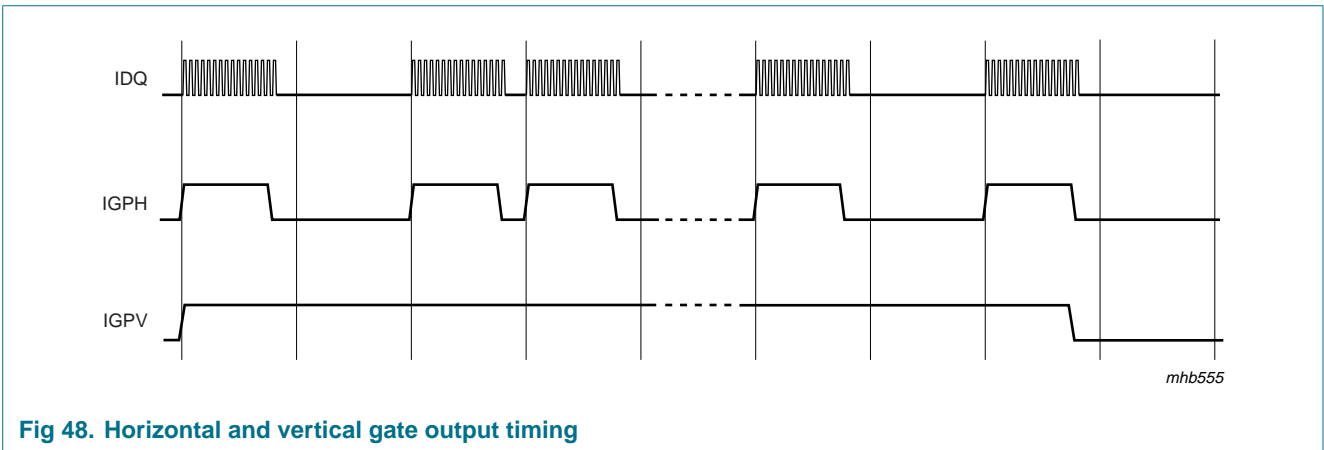 IDQ
IGPH
IGPV
mhb555
Fig 48. Horizontal and vertical gate output timing